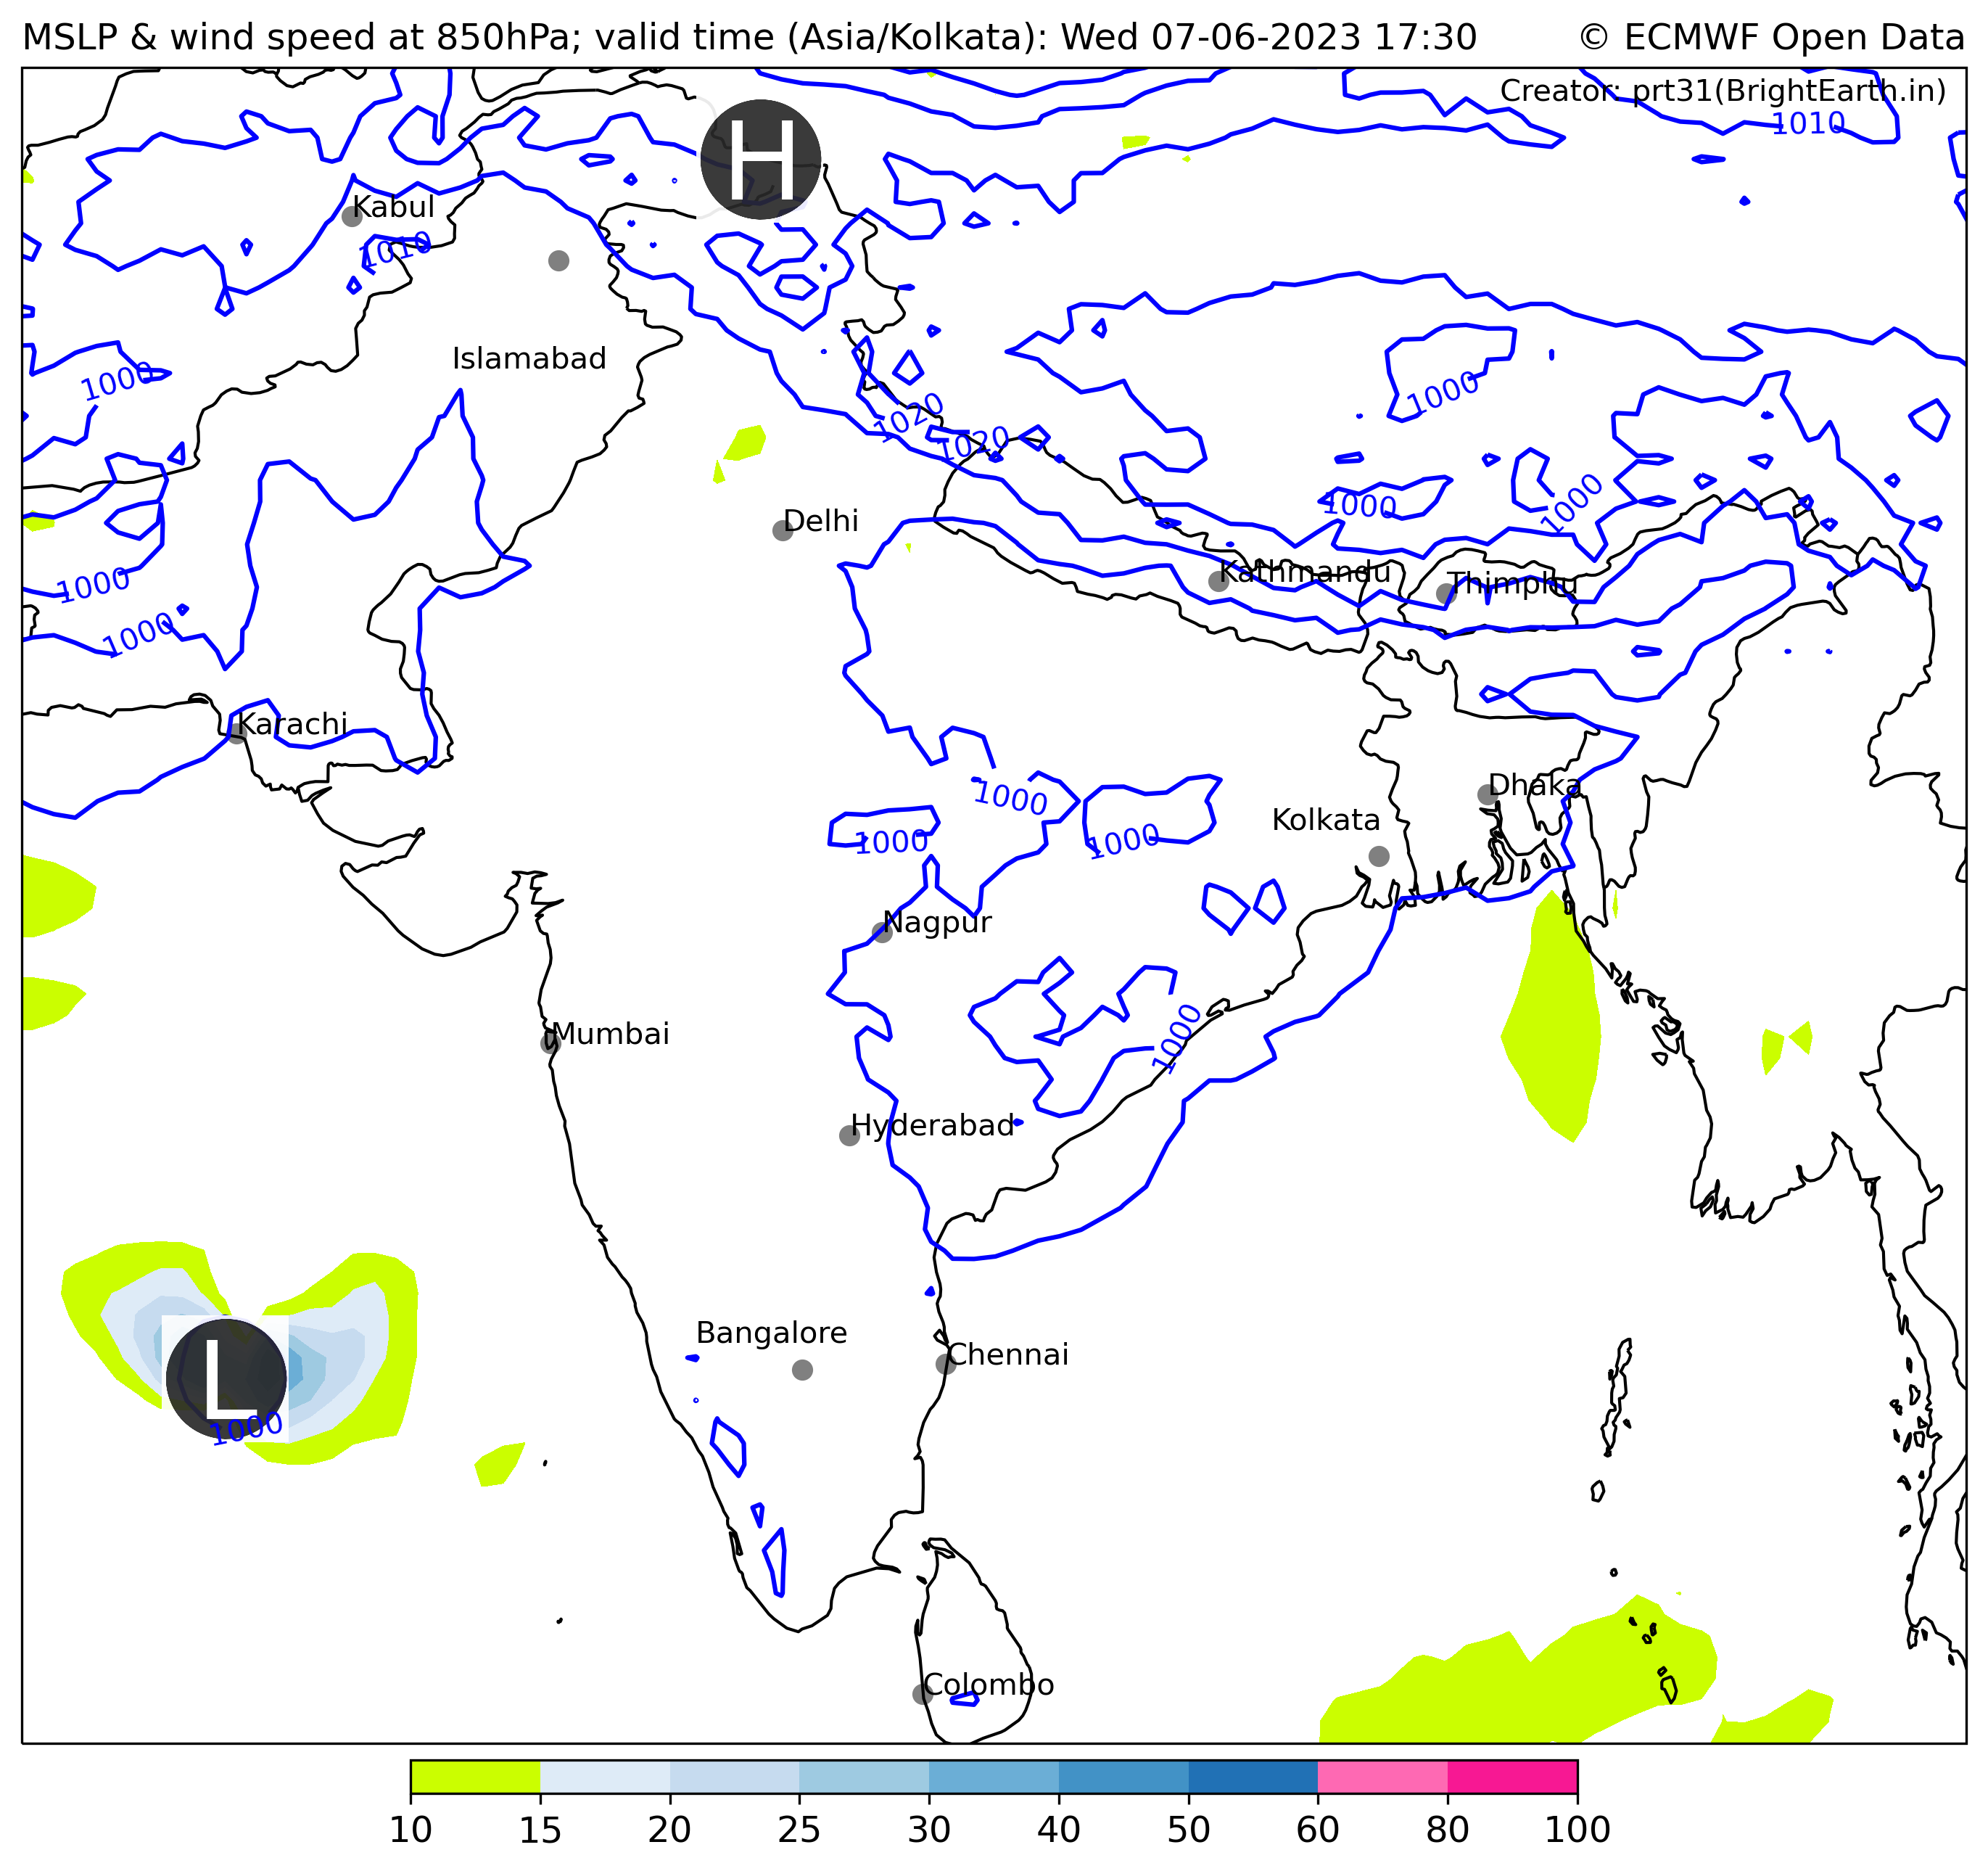 MSLP & wind speed at 850hPa; valid time (Asia/Kolkata): Wed 07-06-2023 17:30
© ECMWF Open Data
Creator: prt31(BrightEarth.in)
1010
H
Kabul
1010
Islamabad
1000
1000
1020
1020
1000
1000
Delhi
Kathmandu
Thimphu
1000
1000
Karachi
Dhaka
1000
Kolkata
1000
1000
Nagpur
Mumbai
1000
Hyderabad
Bangalore
Chennai
L
1000
Colombo
10 15 20 25 30 40 50 60 80 100